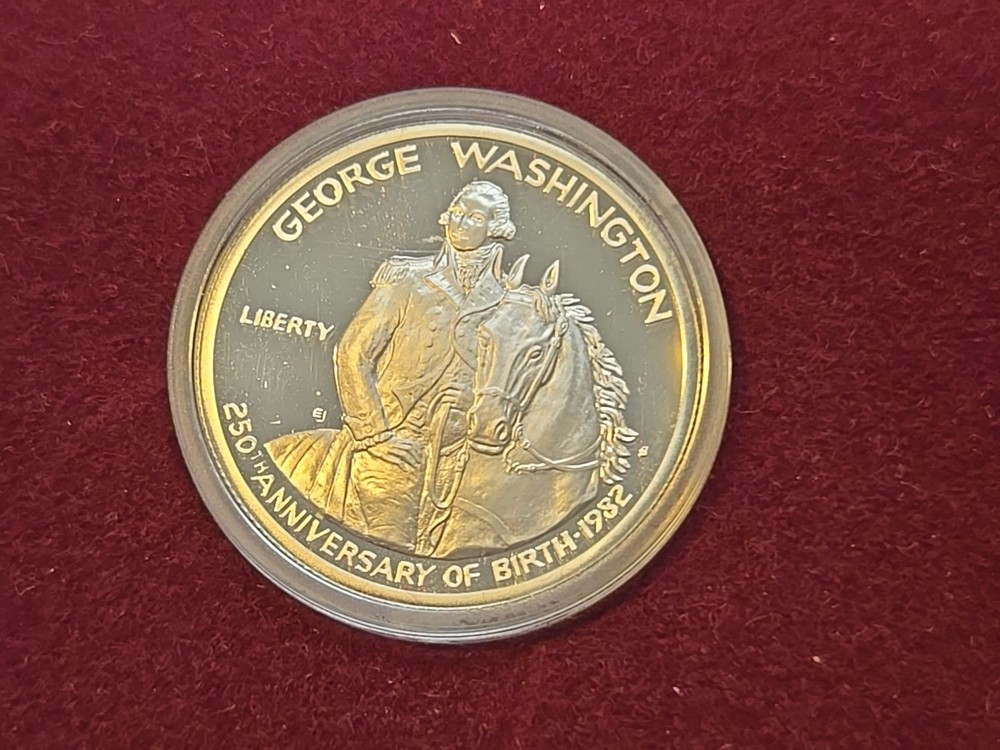 GEORGE WASHINGTON
LIBERTY
EJ
250TH ANNIVERSARY OF BIRTH·1982
S